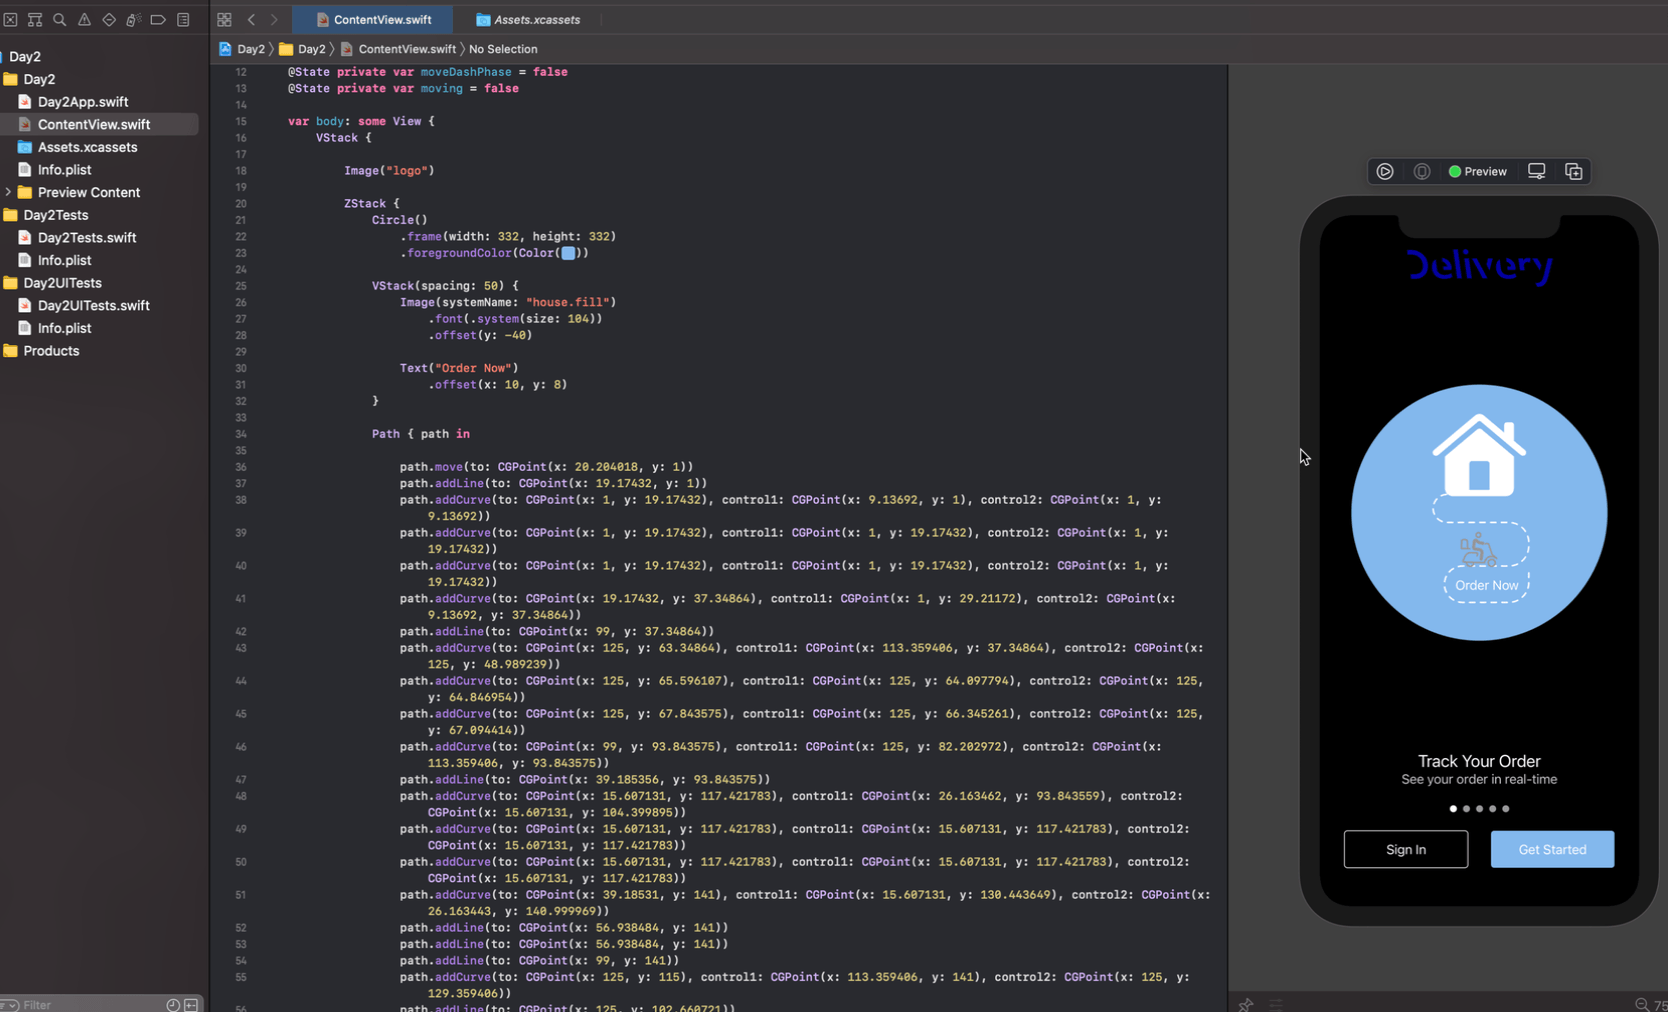 ContentView.swift
Assets.xcassets
Day2
Day2
Day2App.swift
ContentView.swift
Assets.xcassets
Info.plist
Preview Content
Day2Tests
Day2Tests.swift
Info.plist
Day2UITests
Day2UITests.swift
Info.plist
Products
Filter
Day2 〉 Day2 〉 ContentView.swift 〉 No Selection
12 @State private var moveDashPhase = false
13 @State private var moving = false
14
15 var body: some View {
16 VStack {
17
18 Image("logo")
19
20 ZStack {
21 Circle()
22 .frame(width: 332, height: 332)
23 .foregroundColor(Color( ))
24
25 VStack(spacing: 50) {
26 Image(systemName: "house.fill")
27 .font(.system(size: 104))
28 .offset(y: -40)
29
30 Text("Order Now")
31 .offset(x: 10, y: 8)
32 }
33
34 Path { path in
35
36 path.move(to: CGPoint(x: 20.204018, y: 1))
37 path.addLine(to: CGPoint(x: 19.17432, y: 1))
38 path.addCurve(to: CGPoint(x: 1, y: 19.17432), control1: CGPoint(x: 9.13692, y: 1), control2: CGPoint(x: 1, y:
9.13692))
39 path.addCurve(to: CGPoint(x: 1, y: 19.17432), control1: CGPoint(x: 1, y: 19.17432), control2: CGPoint(x: 1, y:
19.17432))
40 path.addCurve(to: CGPoint(x: 1, y: 19.17432), control1: CGPoint(x: 1, y: 19.17432), control2: CGPoint(x: 1, y:
19.17432))
41 path.addCurve(to: CGPoint(x: 19.17432, y: 37.34864), control1: CGPoint(x: 1, y: 29.21172), control2: CGPoint(x:
9.13692, y: 37.34864))
42 path.addLine(to: CGPoint(x: 99, y: 37.34864))
43 path.addCurve(to: CGPoint(x: 125, y: 63.34864), control1: CGPoint(x: 113.359406, y: 37.34864), control2: CGPoint(x:
125, y: 48.989239))
44 path.addCurve(to: CGPoint(x: 125, y: 65.596107), control1: CGPoint(x: 125, y: 64.097794), control2: CGPoint(x: 125,
y: 64.846954))
45 path.addCurve(to: CGPoint(x: 125, y: 67.843575), control1: CGPoint(x: 125, y: 66.345261), control2: CGPoint(x: 125,
y: 67.094414))
46 path.addCurve(to: CGPoint(x: 99, y: 93.843575), control1: CGPoint(x: 125, y: 82.202972), control2: CGPoint(x:
113.359406, y: 93.843575))
47 path.addLine(to: CGPoint(x: 39.185356, y: 93.843575))
48 path.addCurve(to: CGPoint(x: 15.607131, y: 117.421783), control1: CGPoint(x: 26.163462, y: 93.843559), control2:
CGPoint(x: 15.607131, y: 104.399895))
49 path.addCurve(to: CGPoint(x: 15.607131, y: 117.421783), control1: CGPoint(x: 15.607131, y: 117.421783), control2:
CGPoint(x: 15.607131, y: 117.421783))
50 path.addCurve(to: CGPoint(x: 15.607131, y: 117.421783), control1: CGPoint(x: 15.607131, y: 117.421783), control2:
CGPoint(x: 15.607131, y: 117.421783))
51 path.addCurve(to: CGPoint(x: 39.18531, y: 141), control1: CGPoint(x: 15.607131, y: 130.443649), control2: CGPoint(x:
26.163443, y: 140.999969))
52 path.addLine(to: CGPoint(x: 56.938484, y: 141))
53 path.addLine(to: CGPoint(x: 56.938484, y: 141))
54 path.addLine(to: CGPoint(x: 99, y: 141))
55 path.addCurve(to: CGPoint(x: 125, y: 115), control1: CGPoint(x: 113.359406, y: 141), control2: CGPoint(x: 125, y:
129.359406))
56 path.addLine(to: CGPoint(x: 125, y: 102.660721))
Preview
Delivery
Order Now
Track Your Order
See your order in real-time
Sign In
Get Started
75